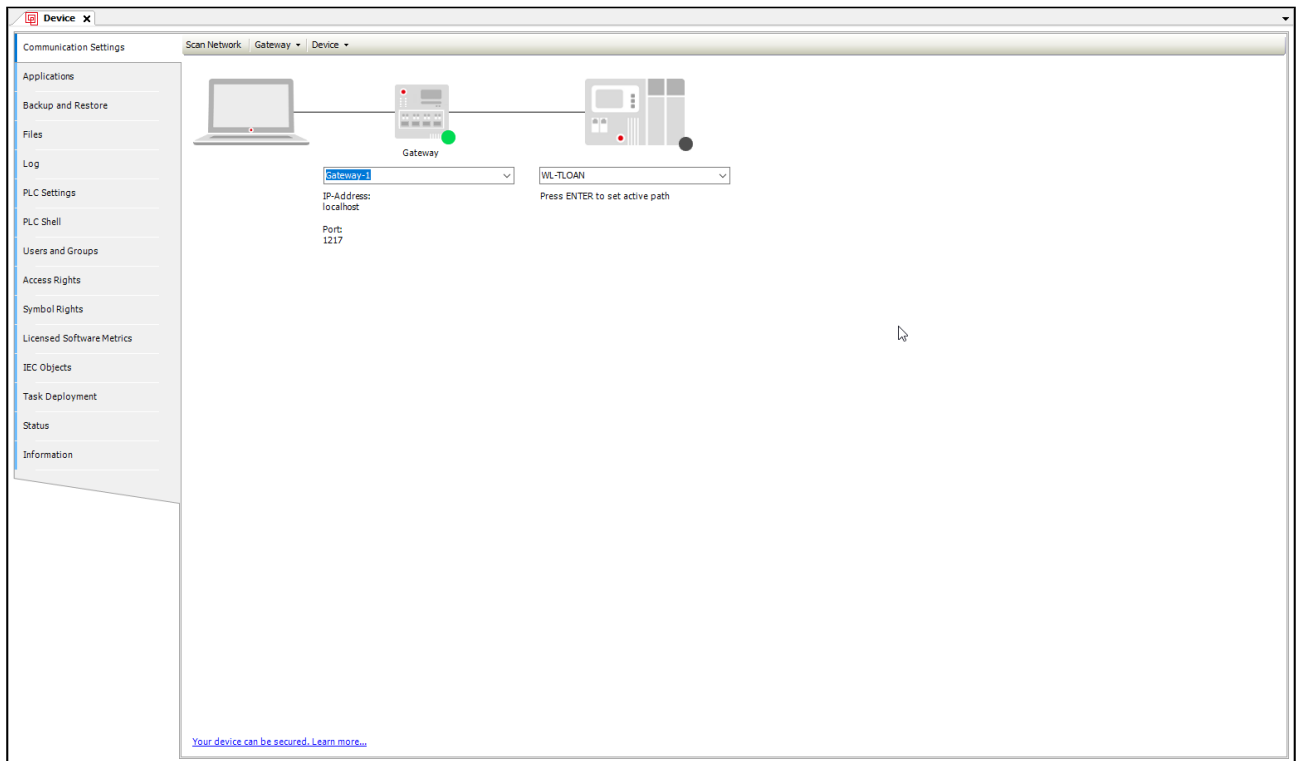 Device
Communication Settings
Scan Network Gateway Device
Applications
Backup and Restore
Files
Log
PLC Settings
PLC Shell
Users and Groups
Access Rights
Symbol Rights
Licensed Software Metrics
IEC Objects
Task Deployment
Status
Information
Gateway
Gateway-1
IP-Address:
localhost
Port:
1217
WL-TLOAN
Press ENTER to set active path
Your device can be secured. Learn more...